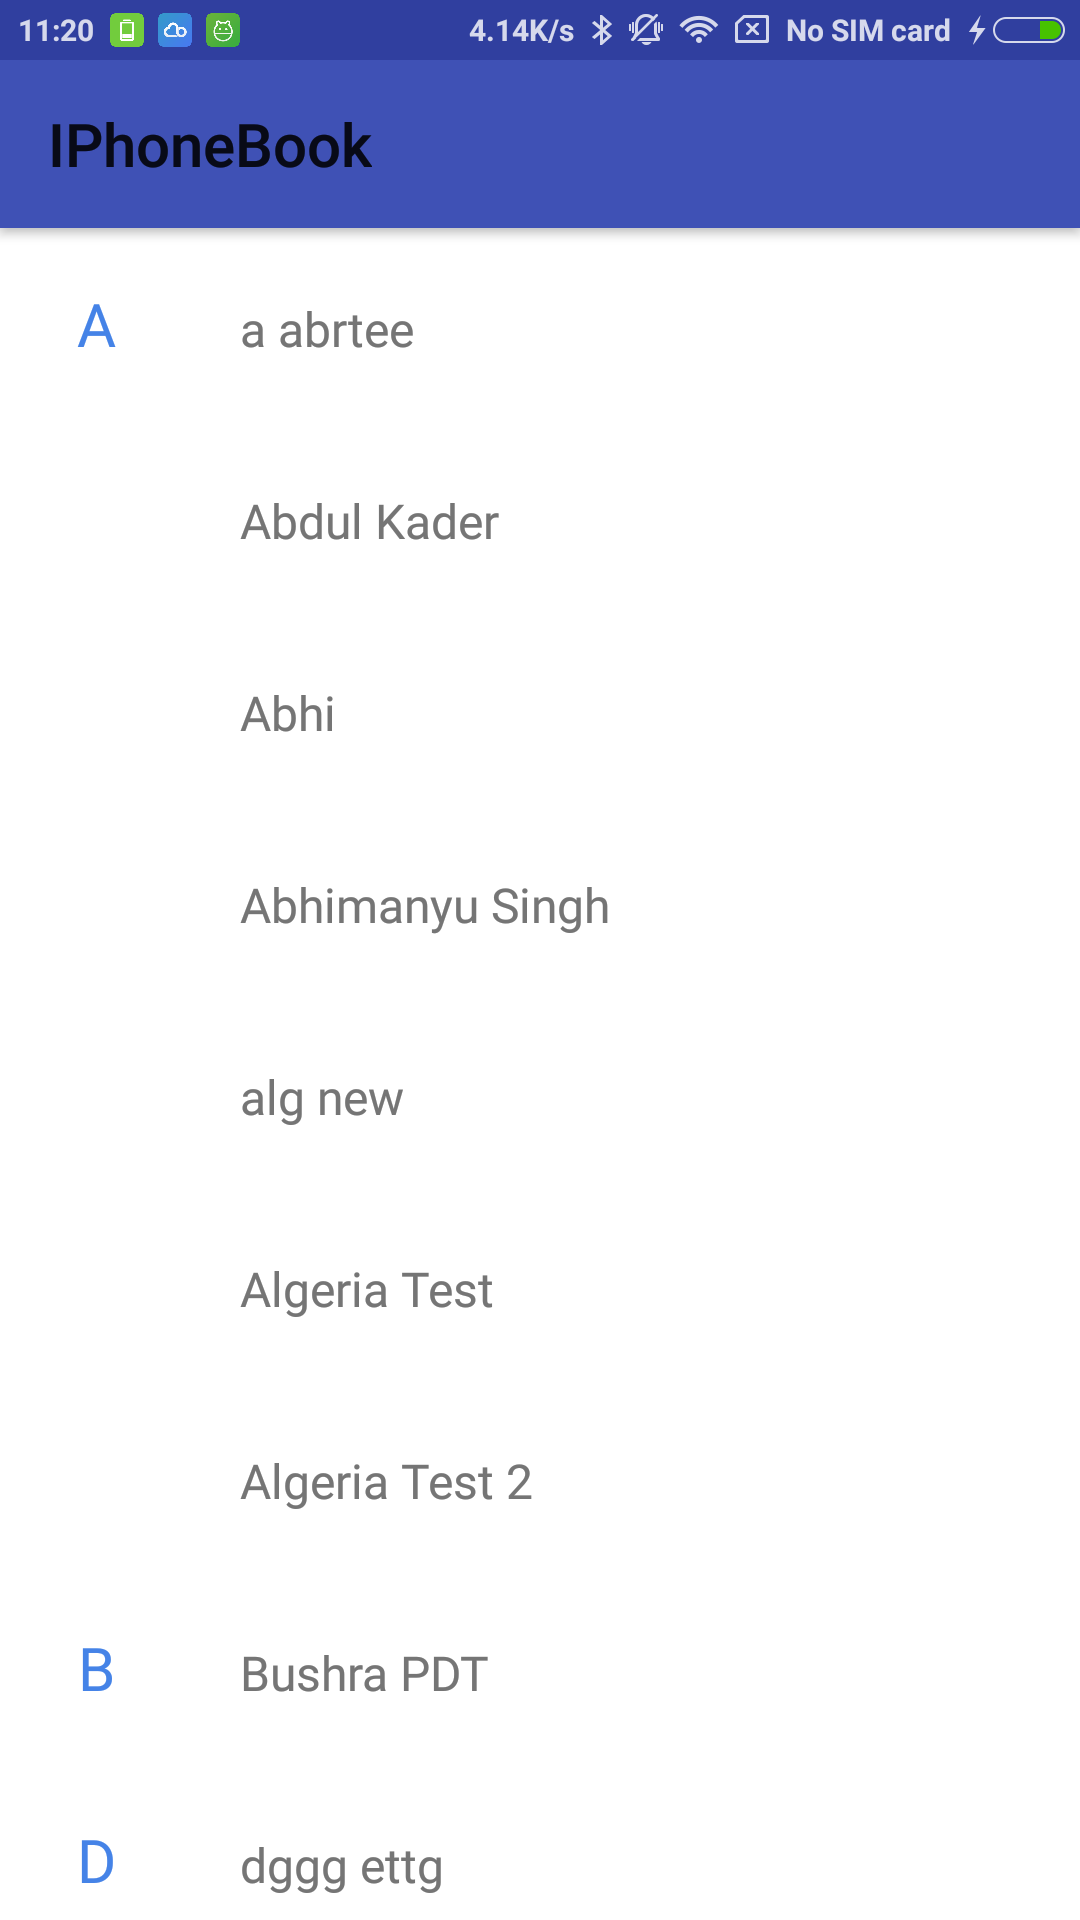 11:20 4.14K/s No SIM card
IPhoneBook
A a abrtee
Abdul Kader
Abhi
Abhimanyu Singh
alg new
Algeria Test
Algeria Test 2
B Bushra PDT
D dggg ettg